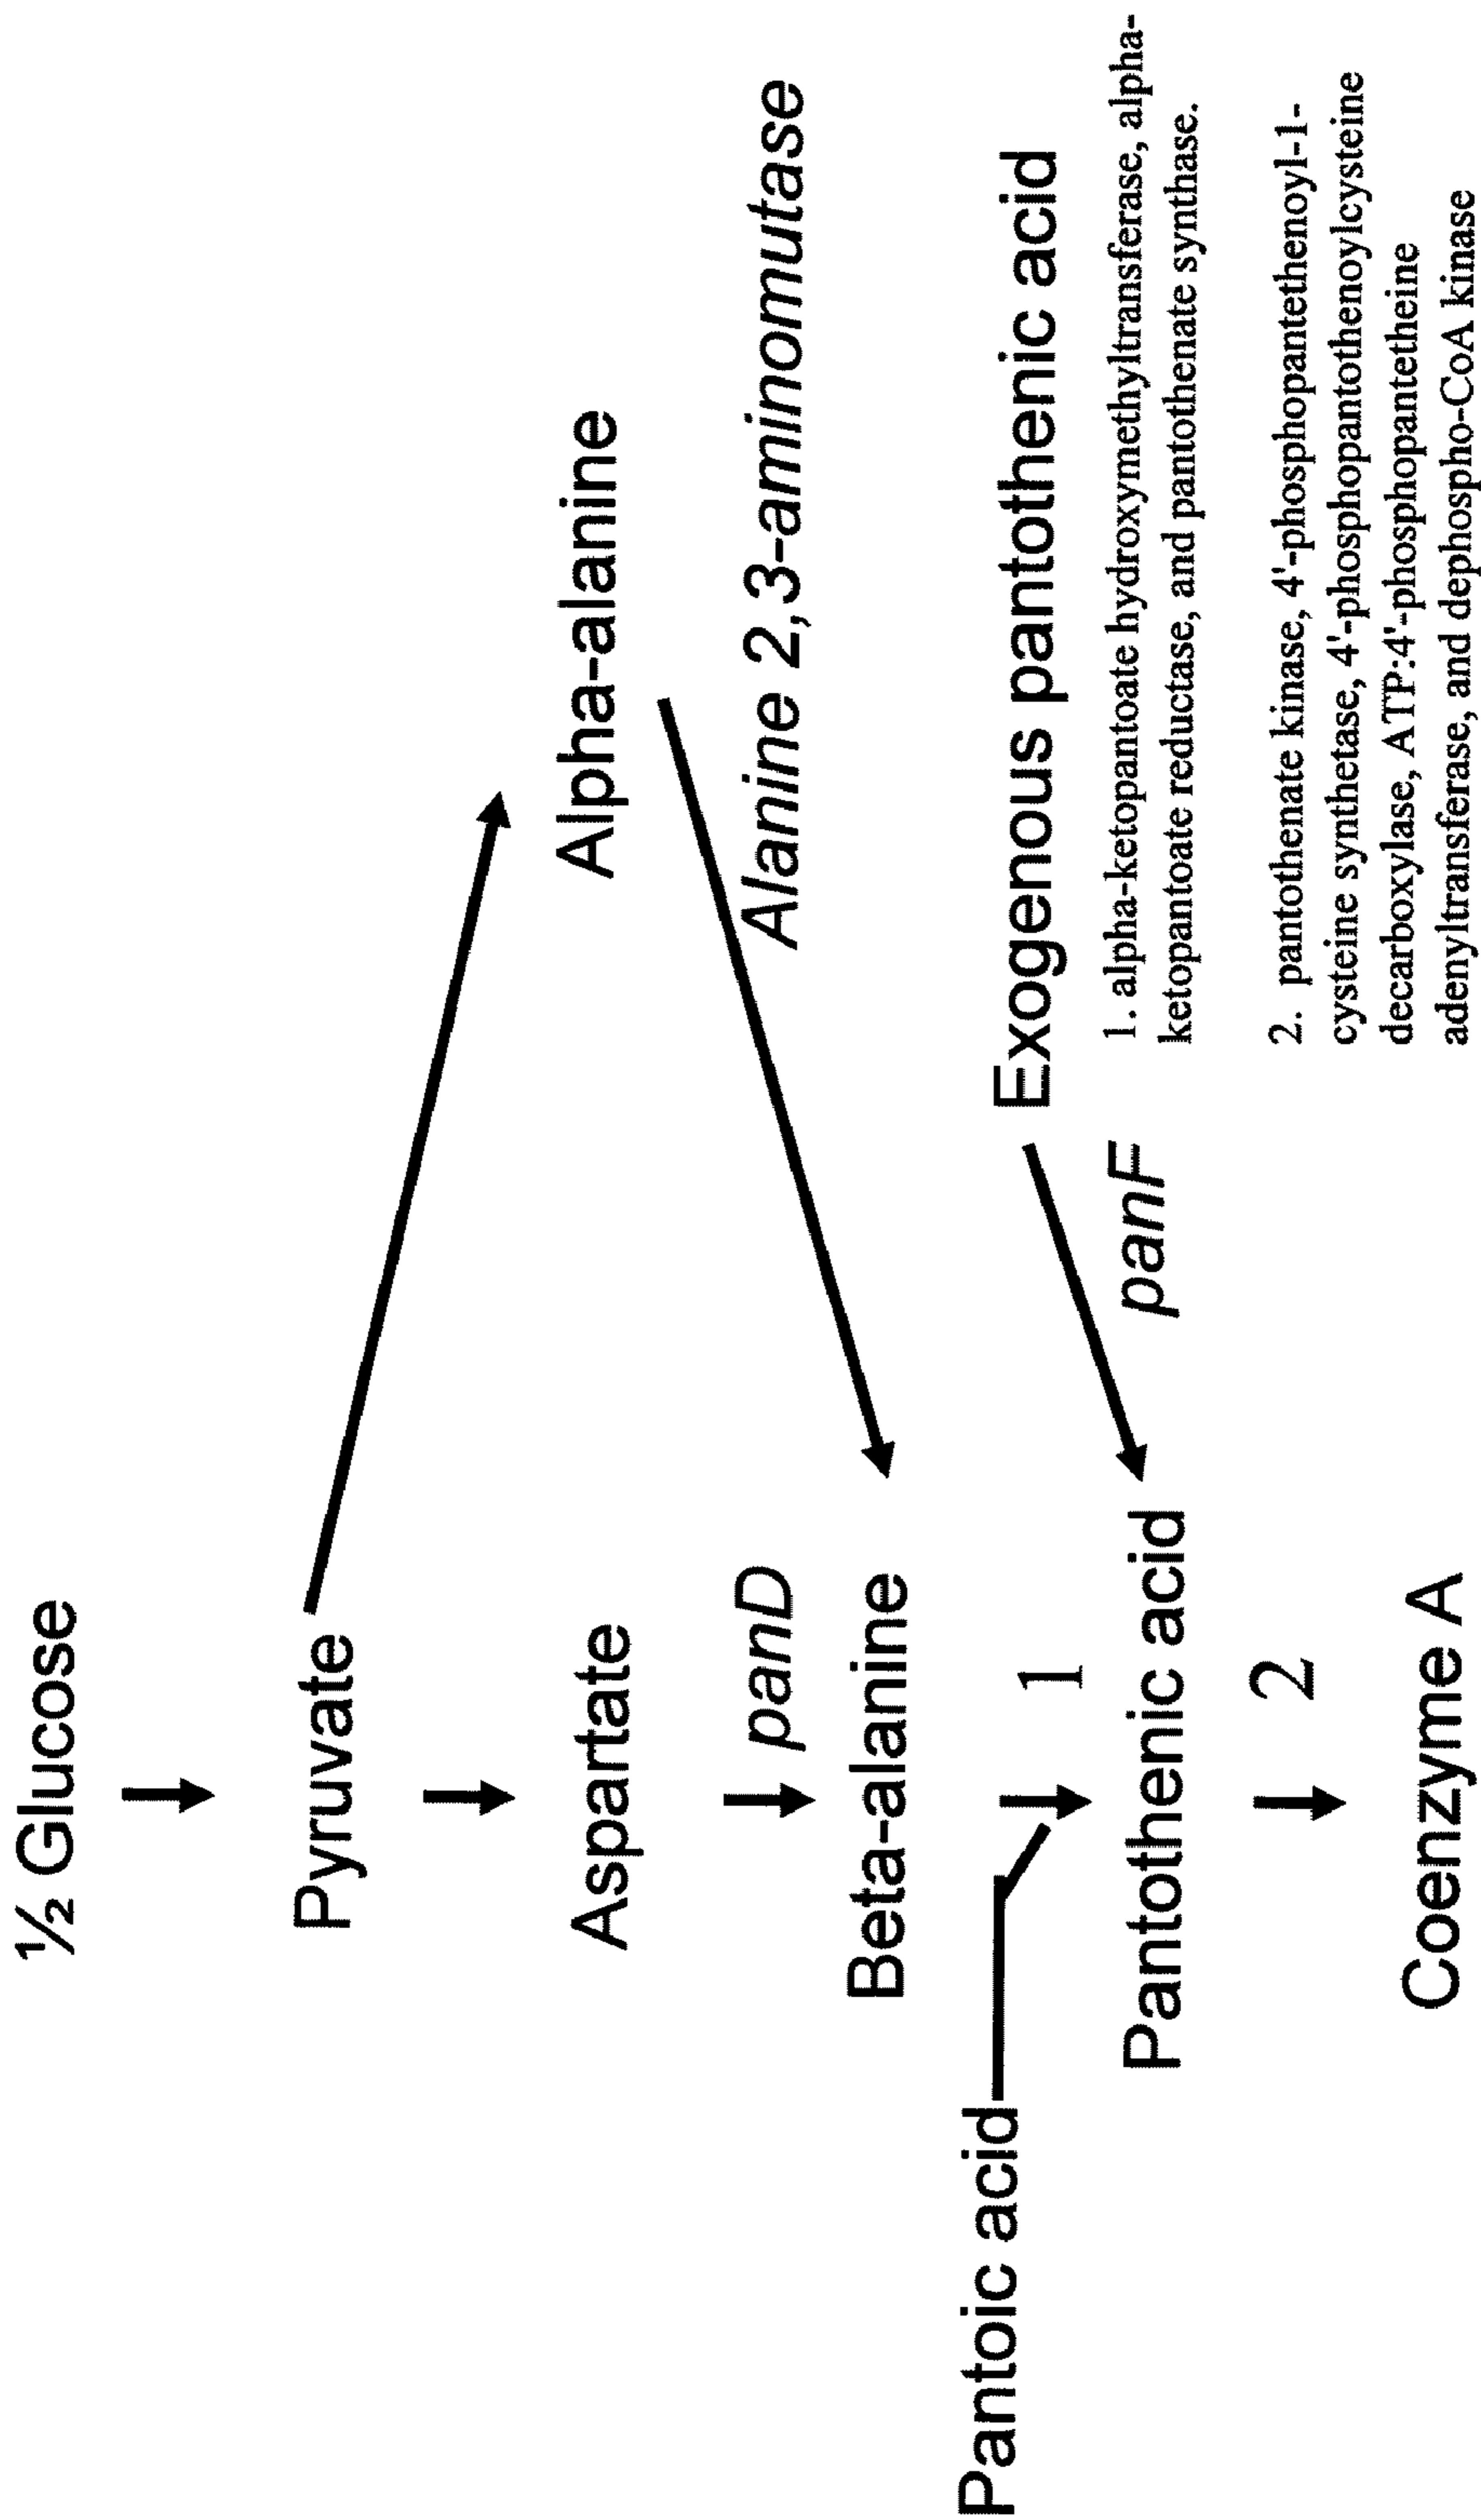 ½ Glucose
Pyruvate
Alpha-alanine
Aspartate
panD
Alanine 2,3-aminomutase
Beta-alanine
Pantoic acid
1
Exogenous pantothenic acid
panF
Pantothenic acid
2
Coenzyme A
1. alpha-ketopantoate hydroxymethyltransferase, alpha-
ketopantoate reductase, and pantothenate synthase.
2. pantothenate kinase, 4'-phosphopantethenoyl-1-
cysteine synthetase, 4'-phosphopantothenoylcysteine
decarboxylase, ATP:4'-phosphopantetheine
adenyltransferase, and dephospho-CoA kinase